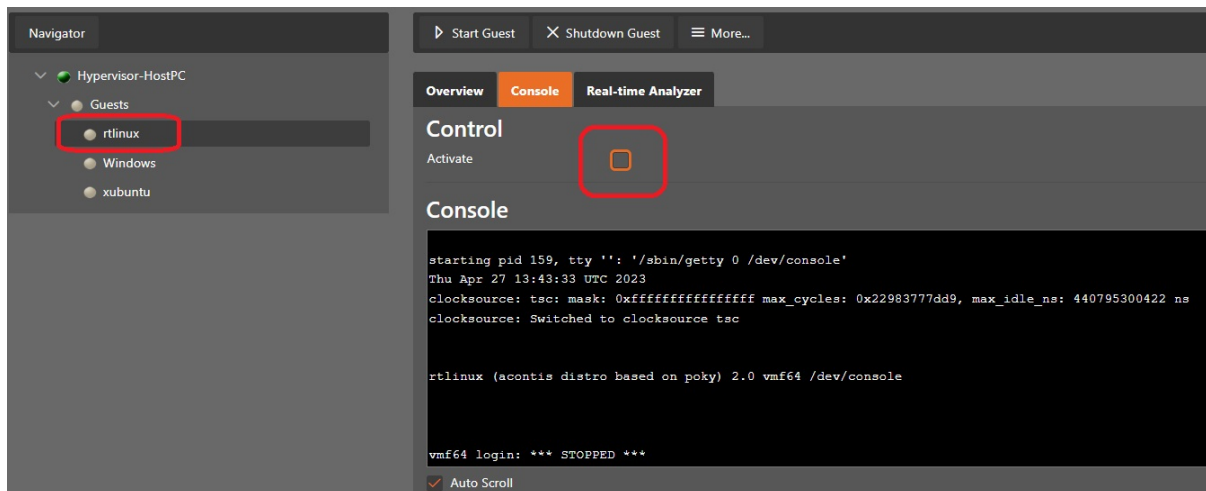 Navigator
Hypervisor-HostPC
Guests
rtlinux
Windows
xubuntu
Start Guest Shutdown Guest More...
Overview Console Real-time Analyzer
Control
Activate
Console
starting pid 159, tty '': '/sbin/getty 0 /dev/console'
Thu Apr 27 13:43:33 UTC 2023
clocksource: tsc: mask: 0xffffffffffffffff max_cycles: 0x22983777dd9, max_idle_ns: 440795300422 ns
clocksource: Switched to clocksource tsc
rtlinux (acontis distro based on poky) 2.0 vmf64 /dev/console
vmf64 login: *** STOPPED ***
Auto Scroll